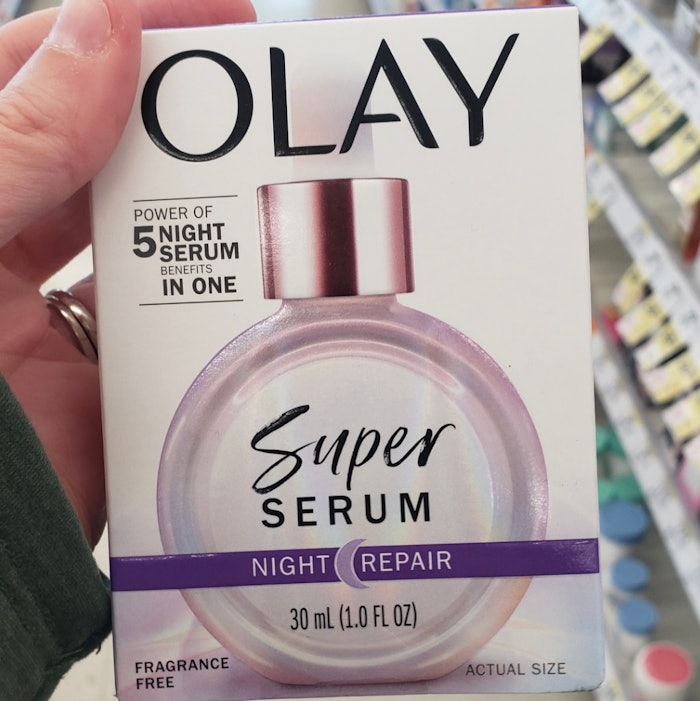 OLAY
POWER OF
5 NIGHT
SERUM
BENEFITS
IN ONE
Super
SERUM
NIGHT REPAIR
30 mL (1.0 FL OZ)
FRAGRANCE
FREE
ACTUAL SIZE